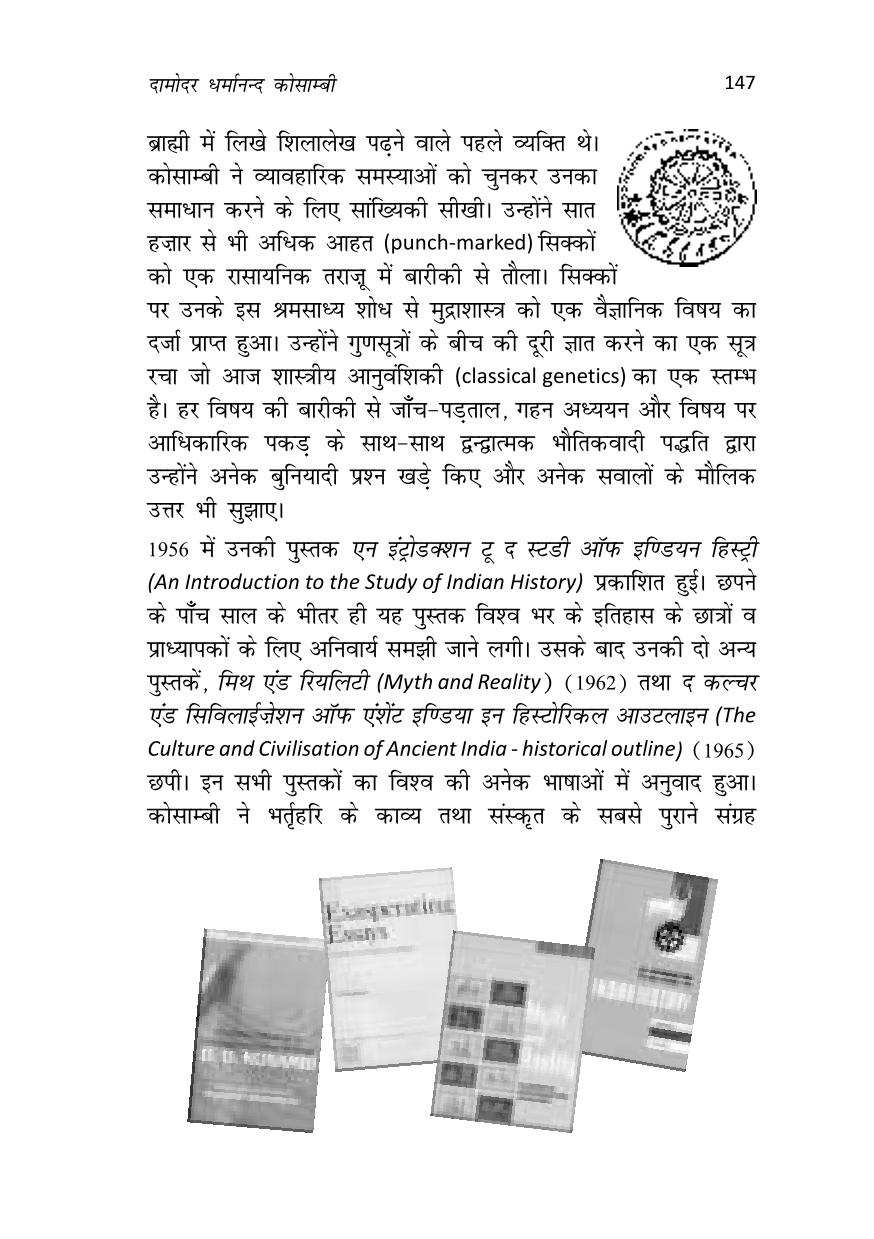 दामोदर धर्मानन्द कोसाम्बी 147
ब्राह्मी में लिखे शिलालेख पढ़ने वाले पहले व्यक्ति थे।
कोसाम्बी ने व्यावहारिक समस्याओं को चुनकर उनका
समाधान करने के लिए सांख्यिकी सीखी। उन्होंने सात
हज़ार से भी अधिक आहत (punch-marked) सिक्कों
को एक रासायनिक तराज़ू में बारीकी से तौला। सिक्कों
पर उनके इस श्रमसाध्य शोध से मुद्राशास्त्र को एक वैज्ञानिक विषय का
दर्जा प्राप्त हुआ। उन्होंने गुणसूत्रों के बीच की दूरी ज्ञात करने का एक सूत्र
रचा जो आज शास्त्रीय आनुवंशिकी (classical genetics) का एक स्तम्भ
है। हर विषय की बारीकी से जाँच-पड़ताल, गहन अध्ययन और विषय पर
आधिकारिक पकड़ के साथ-साथ द्वन्द्वात्मक भौतिकवादी पद्धति द्वारा
उन्होंने अनेक बुनियादी प्रश्न खड़े किए और अनेक सवालों के मौलिक
उत्तर भी सुझाए।
1956 में उनकी पुस्तक एन इंट्रोडक्शन टू द स्टडी ऑफ इण्डियन हिस्ट्री
(An Introduction to the Study of Indian History) प्रकाशित हुई। छपने
के पाँच साल के भीतर ही यह पुस्तक विश्व भर के इतिहास के छात्रों व
प्राध्यापकों के लिए अनिवार्य समझी जाने लगी। उसके बाद उनकी दो अन्य
पुस्तकें, मिथ एंड रियलिटी (Myth and Reality) (1962) तथा द कल्चर
एंड सिविलाईज़ेशन ऑफ एंशेंट इण्डिया इन हिस्टोरिकल आउटलाइन (The
Culture and Civilisation of Ancient India - historical outline) (1965)
छपी। इन सभी पुस्तकों का विश्व की अनेक भाषाओं में अनुवाद हुआ।
कोसाम्बी ने भर्तृहरि के काव्य तथा संस्कृत के सबसे पुराने संग्रह
Exasperating
Essays